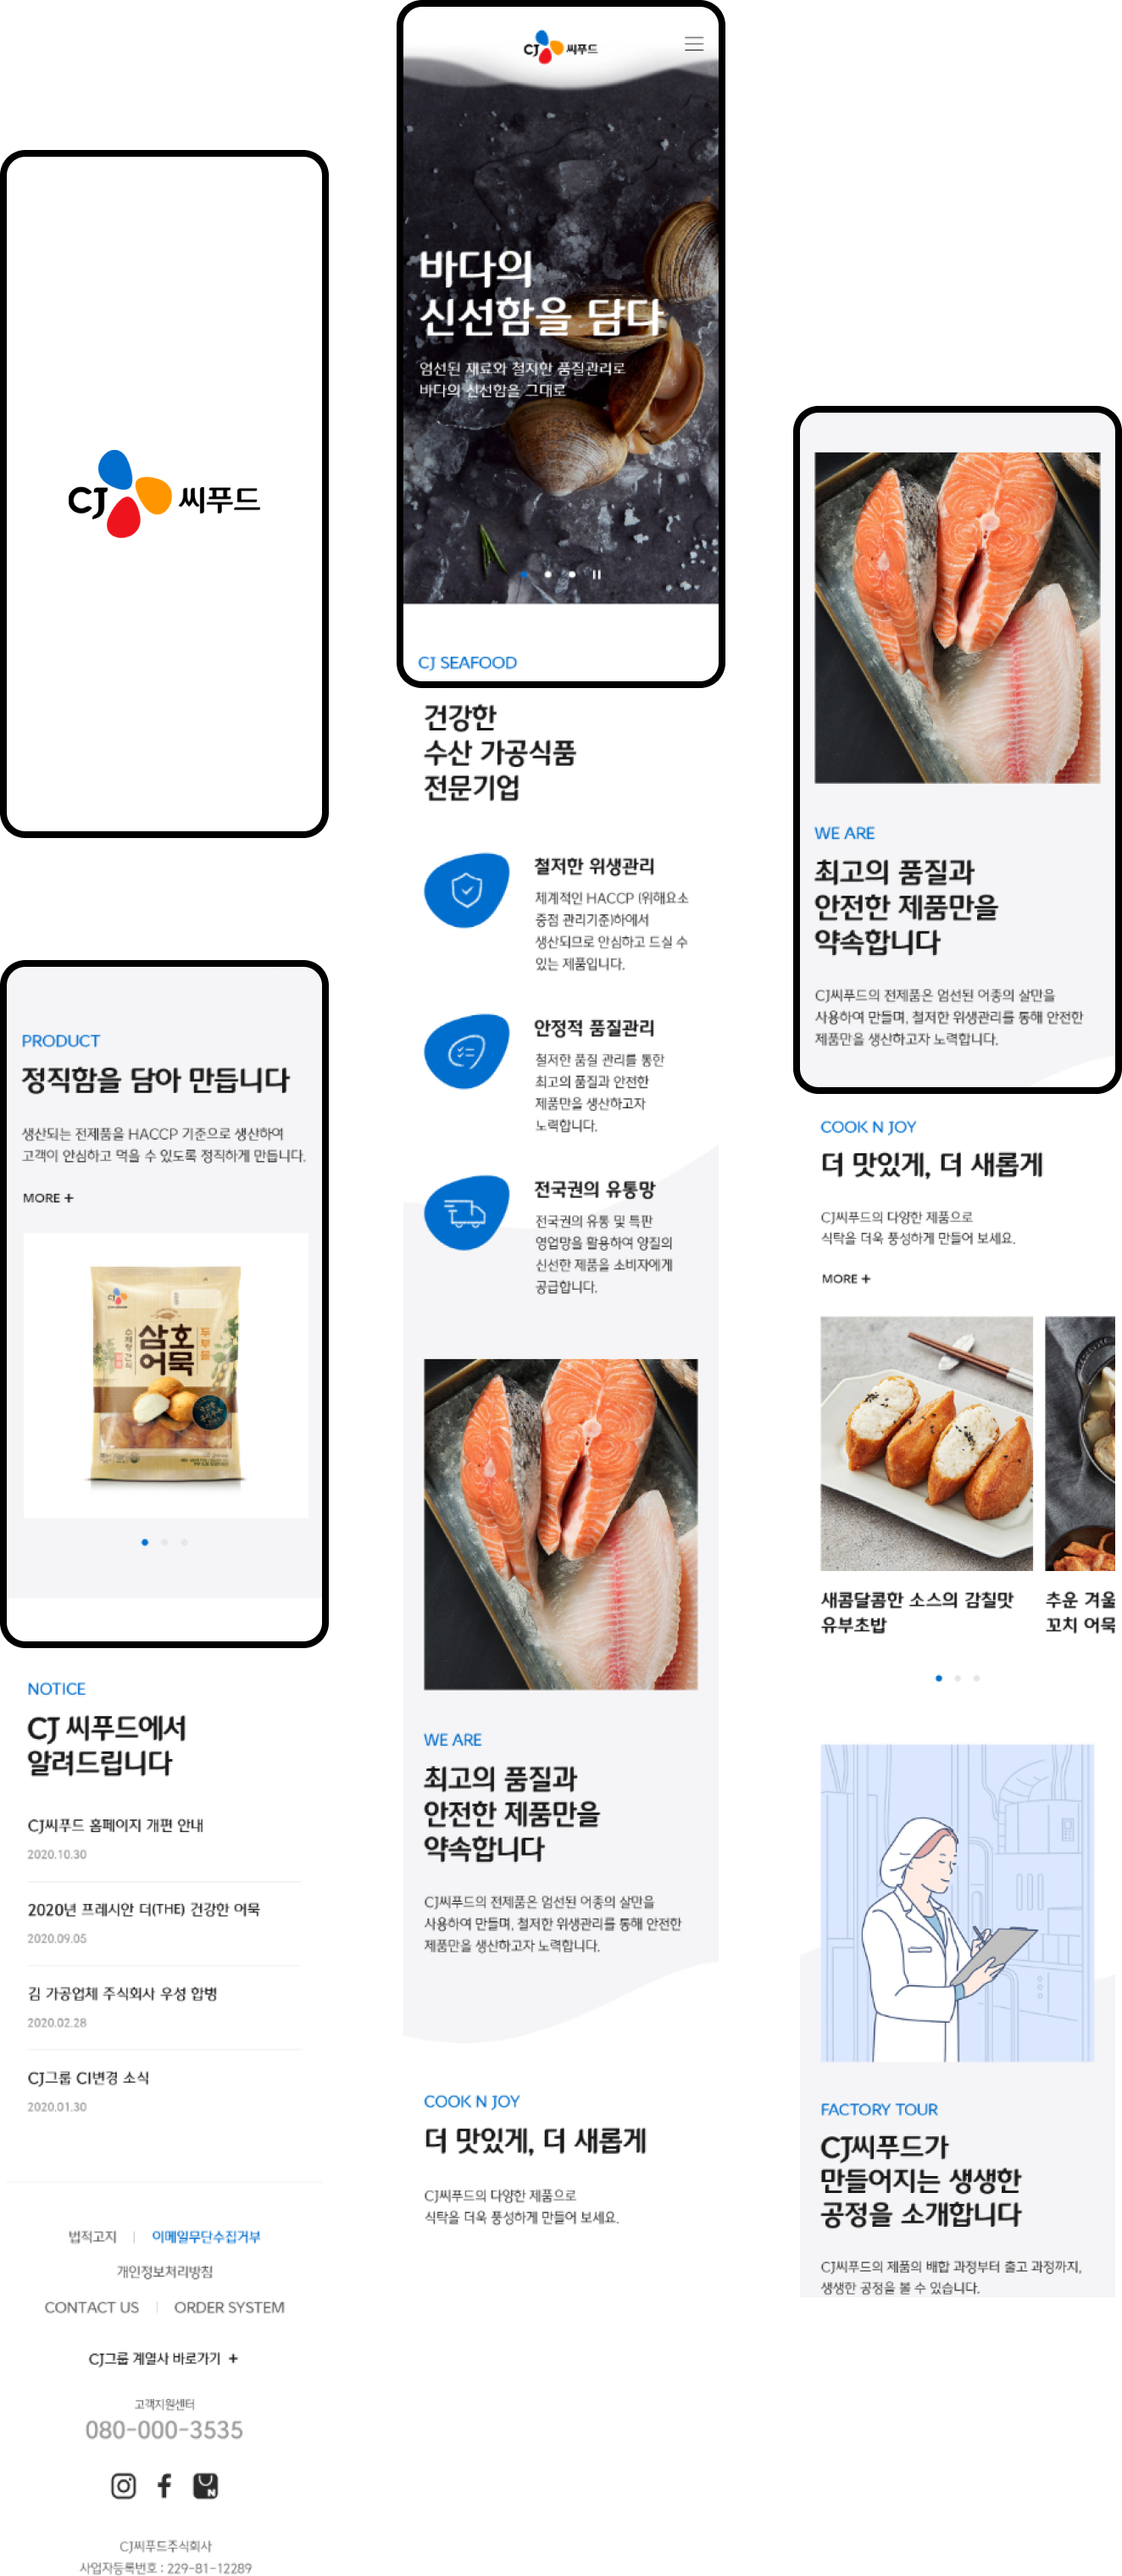 CJ 씨푸드
PRODUCT
정직함을 담아 만듭니다
생산되는 전제품을 HACCP 기준으로 생산하여
고객이 안심하고 먹을 수 있도록 정직하게 만듭니다.
MORE +
CJ
삼호
어묵
두부볼
NOTICE
CJ 씨푸드에서
알려드립니다
CJ씨푸드 홈페이지 개편 안내
2020.10.30
2020년 프레시안 더(THE) 건강한 어묵
2020.09.05
김 가공업체 주식회사 우성 합병
2020.02.28
CJ그룹 CI변경 소식
2020.01.30
법적고지 | 이메일무단수집거부
개인정보처리방침
CONTACT US | ORDER SYSTEM
CJ그룹 계열사 바로가기 +
고객지원센터
080-000-3535
N
CJ씨푸드주식회사
사업자등록번호 : 229-81-12289
CJ 씨푸드
바다의
신선함을 담다
엄선된 재료와 철저한 품질관리로
바다의 신선함을 그대로
CJ SEAFOOD
건강한
수산 가공식품
전문기업
철저한 위생관리
체계적인 HACCP (위해요소
중점 관리기준)하에서
생산되므로 안심하고 드실 수
있는 제품입니다.
안정적 품질관리
철저한 품질 관리를 통한
최고의 품질과 안전한
제품만을 생산하고자
노력합니다.
전국권의 유통망
전국권의 유통 및 특판
영업망을 활용하여 양질의
신선한 제품을 소비자에게
공급합니다.
WE ARE
최고의 품질과
안전한 제품만을
약속합니다
CJ씨푸드의 전제품은 엄선된 어종의 살만을
사용하여 만들며, 철저한 위생관리를 통해 안전한
제품만을 생산하고자 노력합니다.
COOK N JOY
더 맛있게, 더 새롭게
CJ씨푸드의 다양한 제품으로
식탁을 더욱 풍성하게 만들어 보세요.
WE ARE
최고의 품질과
안전한 제품만을
약속합니다
CJ씨푸드의 전제품은 엄선된 어종의 살만을
사용하여 만들며, 철저한 위생관리를 통해 안전한
제품만을 생산하고자 노력합니다.
COOK N JOY
더 맛있게, 더 새롭게
CJ씨푸드의 다양한 제품으로
식탁을 더욱 풍성하게 만들어 보세요.
MORE +
새콤달콤한 소스의 감칠맛
유부초밥
추운 겨울
꼬치 어묵
FACTORY TOUR
CJ씨푸드가
만들어지는 생생한
공정을 소개합니다
CJ씨푸드의 제품의 배합 과정부터 출고 과정까지,
생생한 공정을 볼 수 있습니다.